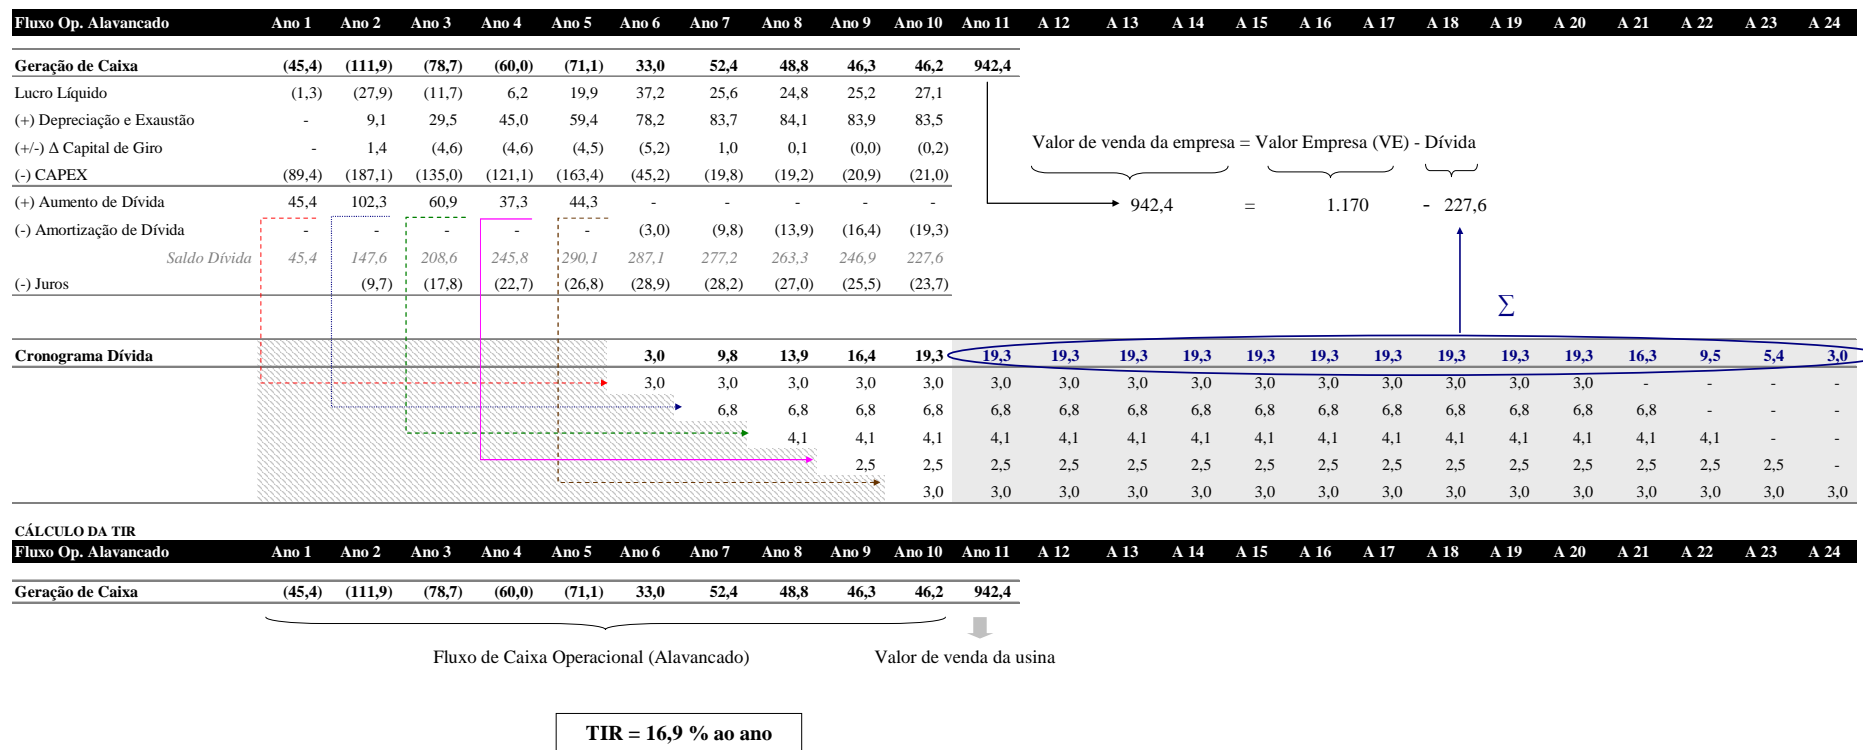 Fluxo Op. Alavancado Ano 1 Ano 2 Ano 3 Ano 4 Ano 5 Ano 6 Ano 7 Ano 8 Ano 9 Ano 10 Ano 11 A 12 A 13 A 14 A 15 A 16 A 17 A 18 A 19 A 20 A 21 A 22 A 23 A 24
Geração de Caixa (45,4) (111,9) (78,7) (60,0) (71,1) 33,0 52,4 48,8 46,3 46,2 942,4
Lucro Líquido (1,3) (27,9) (11,7) 6,2 19,9 37,2 25,6 24,8 25,2 27,1
(+) Depreciação e Exaustão - 9,1 29,5 45,0 59,4 78,2 83,7 84,1 83,9 83,5
(+/-) Δ Capital de Giro - 1,4 (4,6) (4,6) (4,5) (5,2) 1,0 0,1 (0,0) (0,2)
Valor de venda da empresa = Valor Empresa (VE) - Dívida
(-) CAPEX (89,4) (187,1) (135,0) (121,1) (163,4) (45,2) (19,8) (19,2) (20,9) (21,0)
(+) Aumento de Dívida 45,4 102,3 60,9 37,3 44,3 - - - - -
942,4 = 1.170 - 227,6
(-) Amortização de Dívida - - - - - (3,0) (9,8) (13,9) (16,4) (19,3)
Saldo Dívida 45,4 147,6 208,6 245,8 290,1 287,1 277,2 263,3 246,9 227,6
(-) Juros (9,7) (17,8) (22,7) (26,8) (28,9) (28,2) (27,0) (25,5) (23,7)
Σ
Cronograma Dívida 3,0 9,8 13,9 16,4 19,3 19,3 19,3 19,3 19,3 19,3 19,3 19,3 19,3 19,3 16,3 9,5 5,4 3,0
3,0 3,0 3,0 3,0 3,0 3,0 3,0 3,0 3,0 3,0 3,0 3,0 3,0 3,0 - - - -
6,8 6,8 6,8 6,8 6,8 6,8 6,8 6,8 6,8 6,8 6,8 6,8 6,8 6,8 - - -
4,1 4,1 4,1 4,1 4,1 4,1 4,1 4,1 4,1 4,1 4,1 4,1 4,1 4,1 - -
2,5 2,5 2,5 2,5 2,5 2,5 2,5 2,5 2,5 2,5 2,5 2,5 2,5 2,5 -
3,0 3,0 3,0 3,0 3,0 3,0 3,0 3,0 3,0 3,0 3,0 3,0 3,0 3,0
CÁLCULO DA TIR
Fluxo Op. Alavancado Ano 1 Ano 2 Ano 3 Ano 4 Ano 5 Ano 6 Ano 7 Ano 8 Ano 9 Ano 10 Ano 11 A 12 A 13 A 14 A 15 A 16 A 17 A 18 A 19 A 20 A 21 A 22 A 23 A 24
Geração de Caixa (45,4) (111,9) (78,7) (60,0) (71,1) 33,0 52,4 48,8 46,3 46,2 942,4
Fluxo de Caixa Operacional (Alavancado) Valor de venda da usina
TIR = 16,9 % ao ano